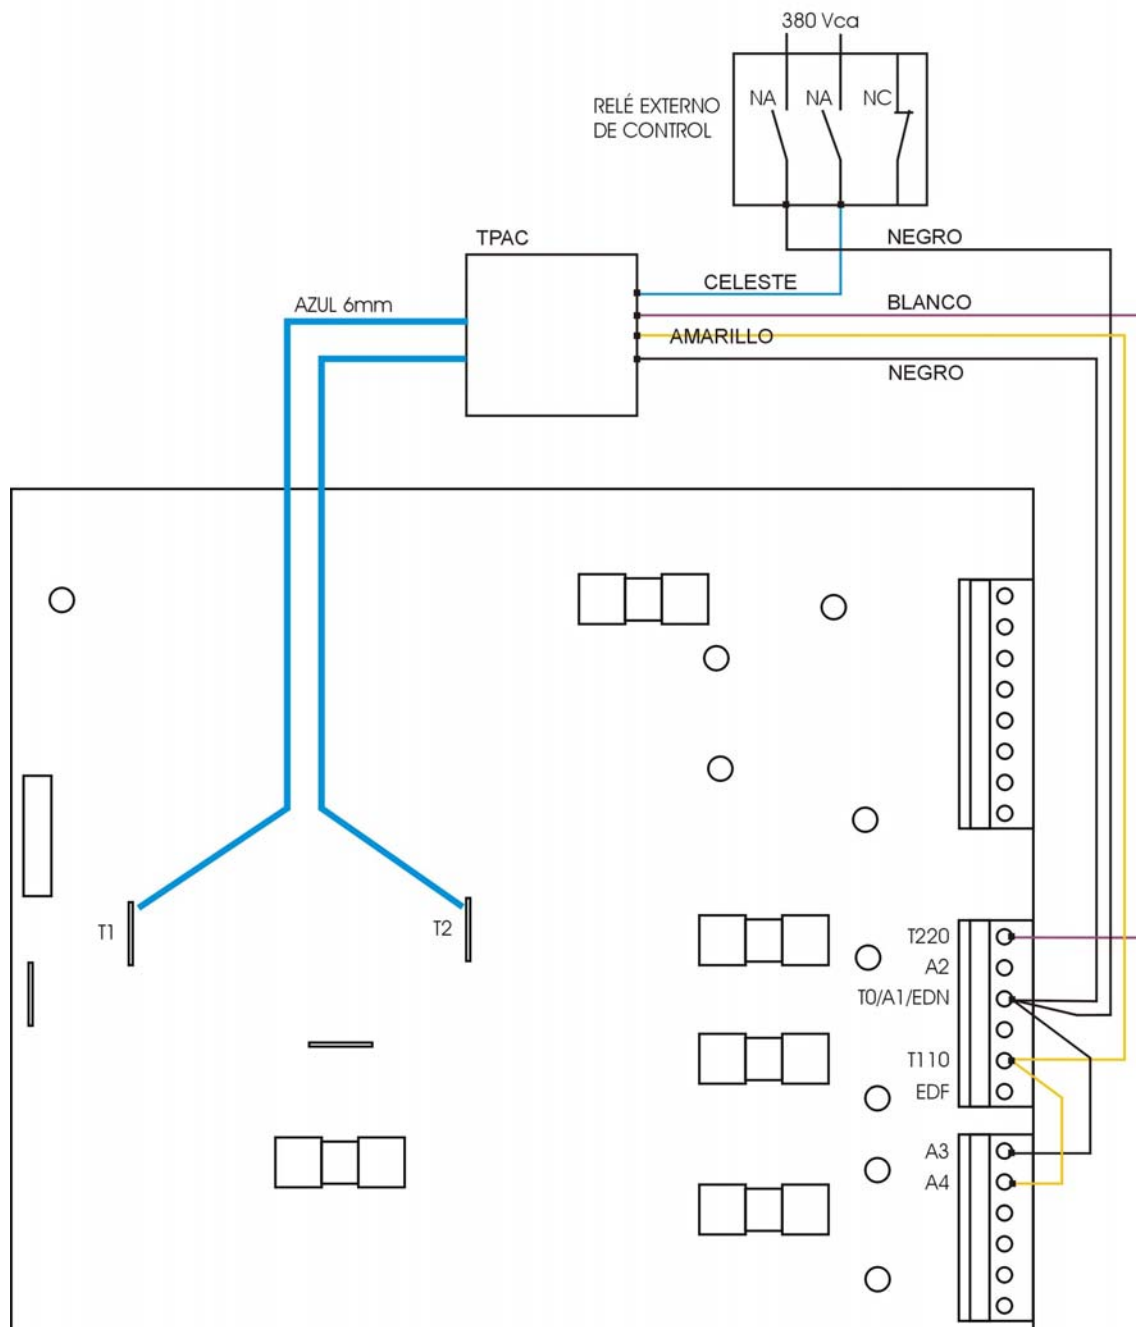 380 Vca
RELÉ EXTERNO
DE CONTROL
NA
NA
NC
NEGRO
TPAC
CELESTE
AZUL 6mm
BLANCO
AMARILLO
NEGRO
T1
T2
T220
A2
T0/A1/EDN
T110
EDF
A3
A4